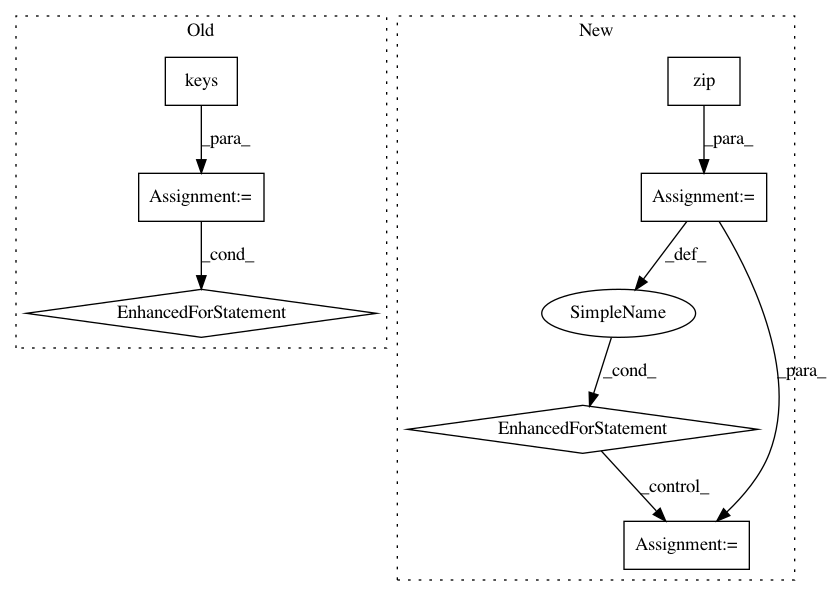 Old
New
keys
zip
_para_
_para_
Assignment:=
Assignment:=
_cond_
_def_
EnhancedForStatement
SimpleName
_cond_
_para_
EnhancedForStatement
_control_
Assignment:=